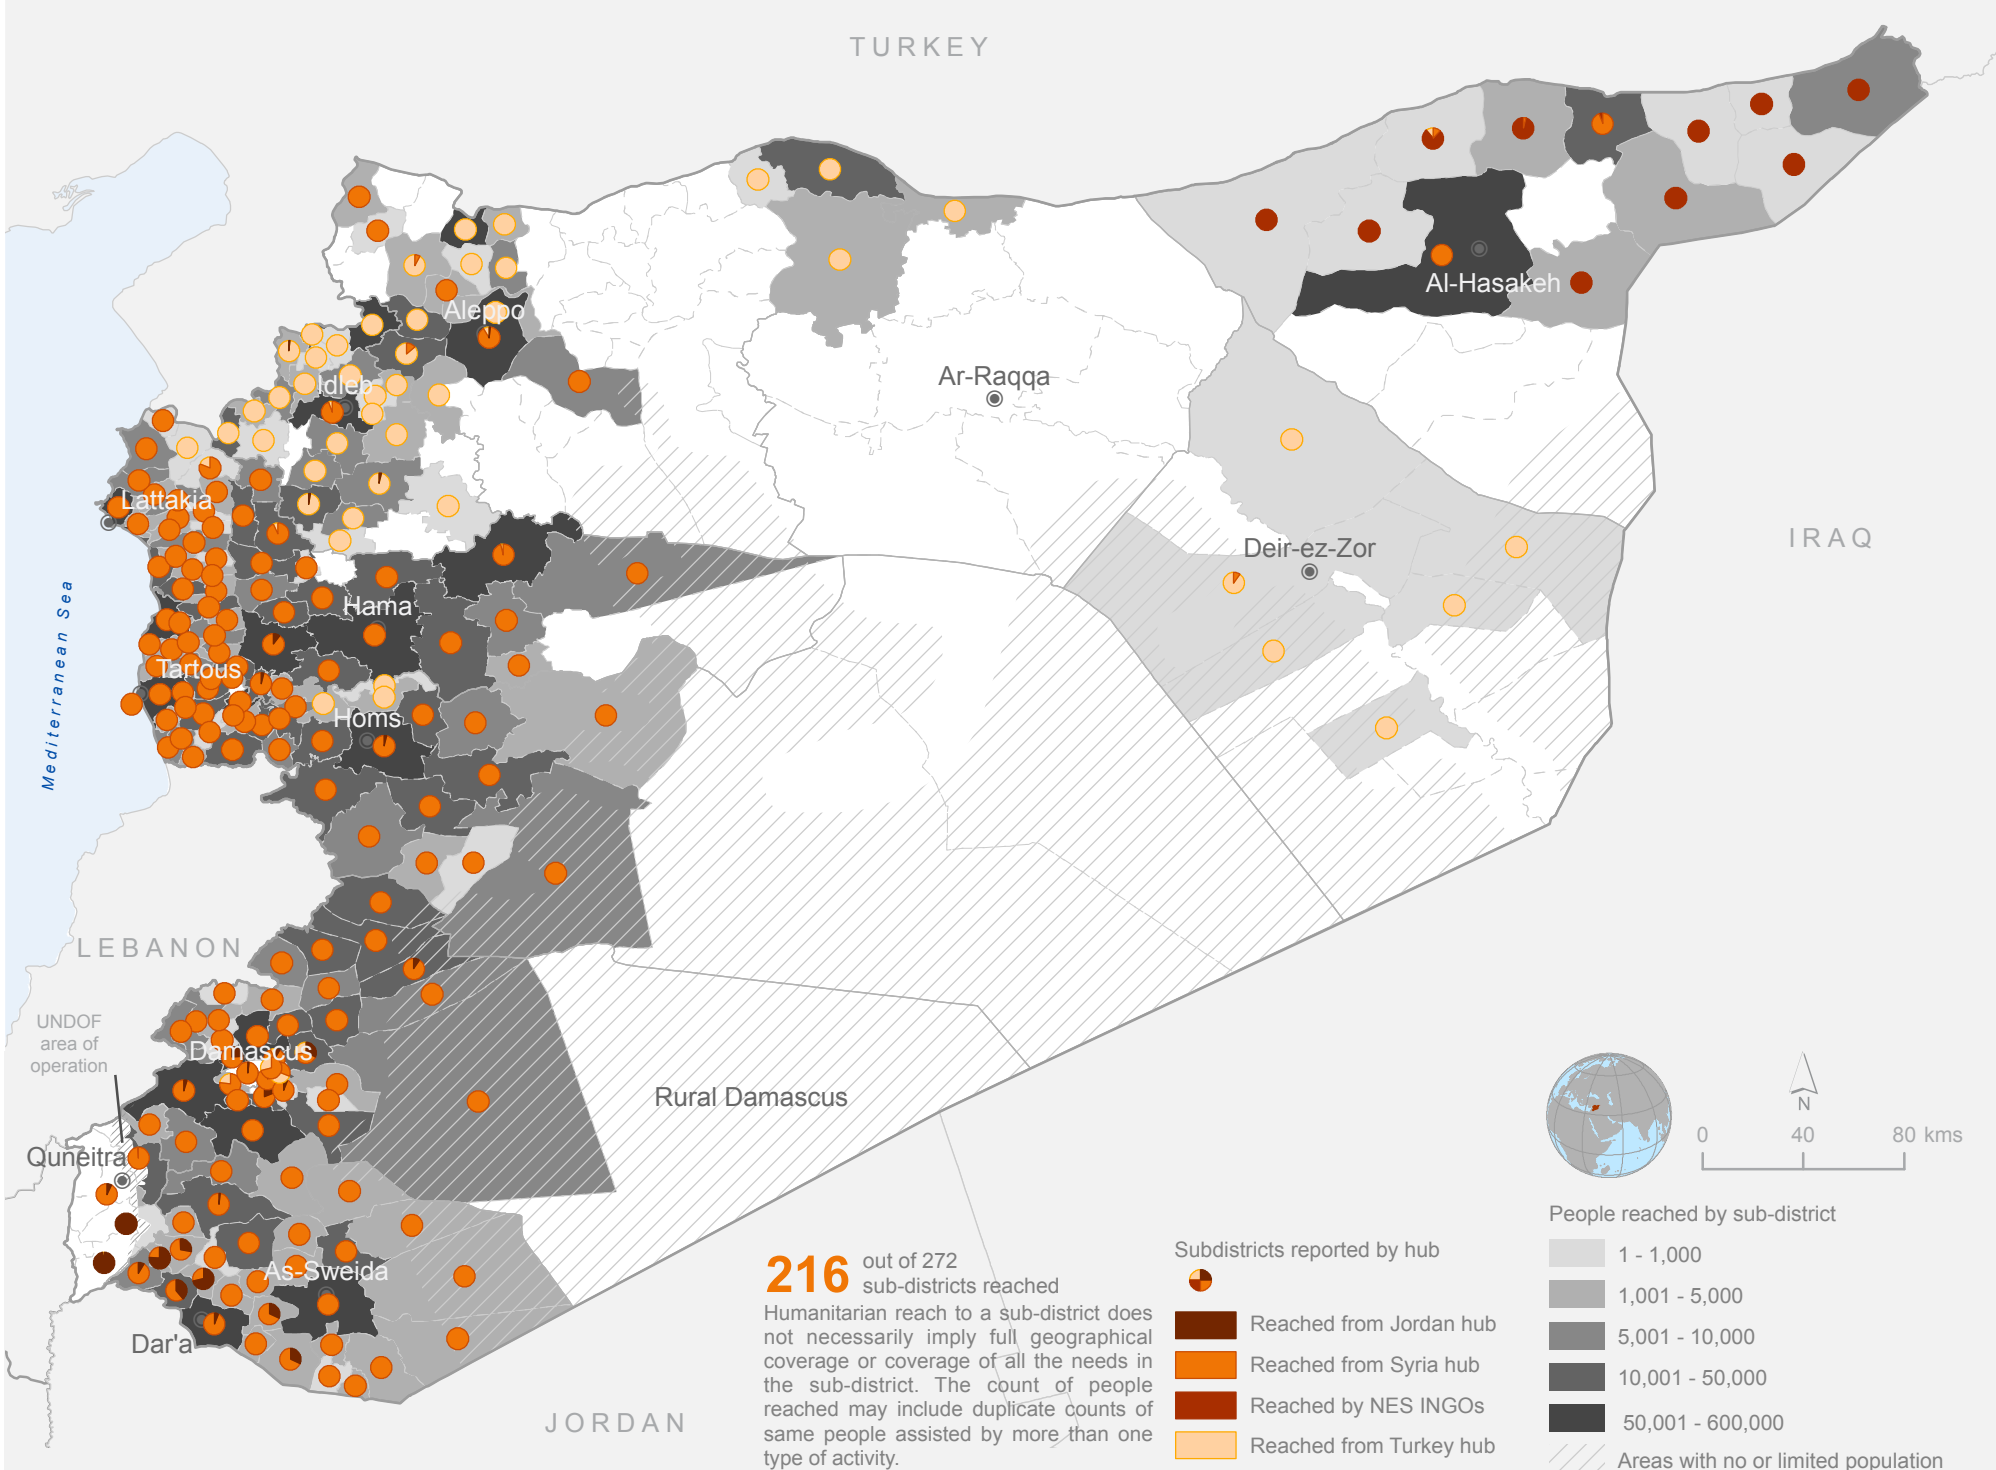 TURKEY
Aleppo
Al-Hasakeh
Idleb
Ar-Raqqa
Lattakia
IRAQ
Deir-ez-Zor
Mediterranean Sea
Hama
Tartous
Homs
LEBANON
UNDOF
area of
operation
Damascus
Rural Damascus
Quneitra
As-Sweida
Dar'a
JORDAN
216 out of 272
sub-districts reached
Humanitarian reach to a sub-district does
not necessarily imply full geographical
coverage or coverage of all the needs in
the sub-district. The count of people
reached may include duplicate counts of
same people assisted by more than one
type of activity.
Subdistricts reported by hub
Reached from Jordan hub
Reached from Syria hub
Reached by NES INGOs
Reached from Turkey hub
N
0 40 80 kms
People reached by sub-district
1 - 1,000
1,001 - 5,000
5,001 - 10,000
10,001 - 50,000
50,001 - 600,000
Areas with no or limited population